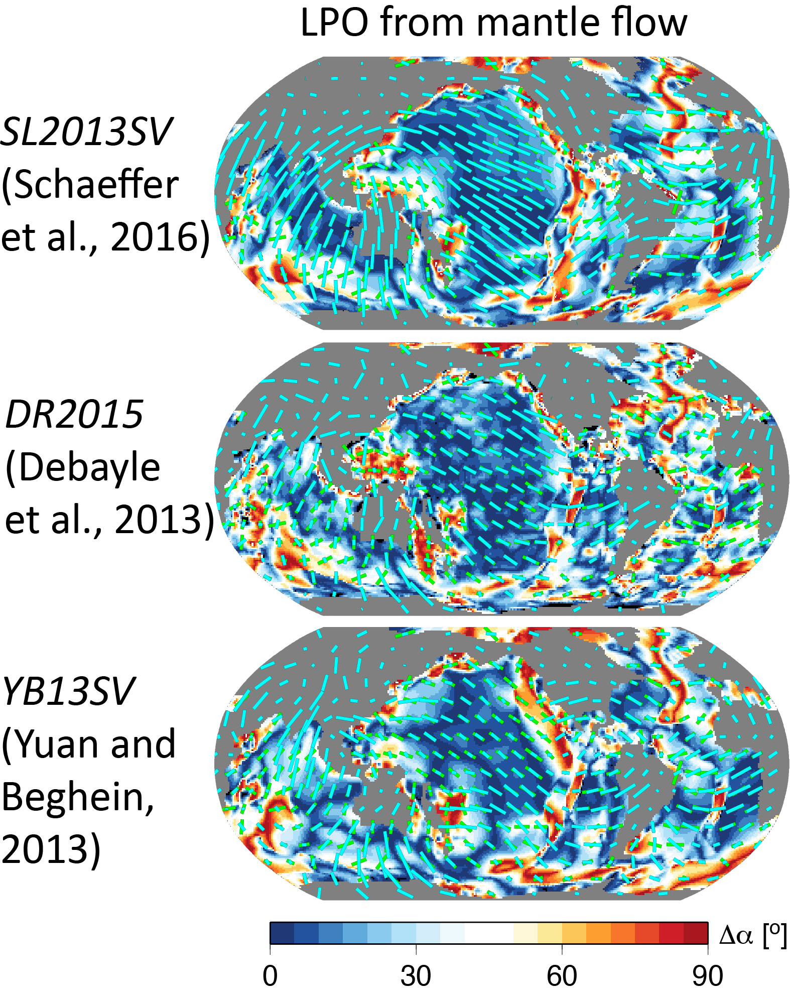 LPO from mantle flow
SL2013SV
(Schaeffer
et al., 2016)
DR2015
(Debayle
et al., 2013)
YB13SV
(Yuan and
Beghein,
2013)
Δα [º]
0 30 60 90